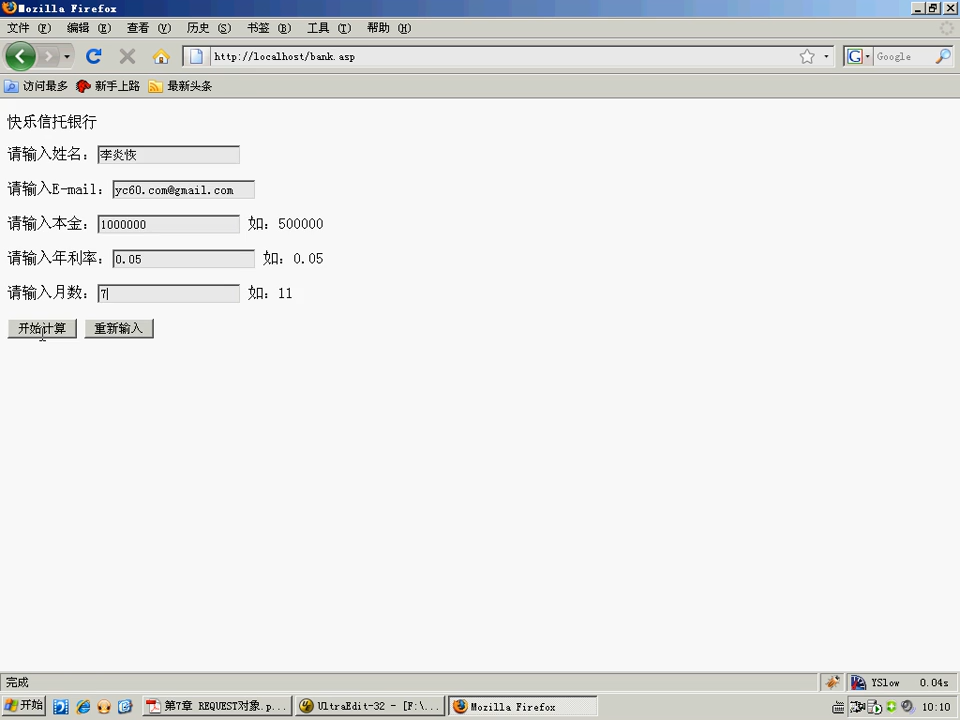 Mozilla Firefox
文件 (F) 编辑 (E) 查看 (V) 历史 (S) 书签 (B) 工具 (T) 帮助 (H)
http://localhost/bank.asp
Google
访问最多 新手上路 最新头条
快乐信托银行
请输入姓名: 李炎恢
请输入E-mail: yc60.com@gmail.com
请输入本金: 1000000 如: 500000
请输入年利率: 0.05 如: 0.05
请输入月数: 7 如: 11
开始计算 重新输入
完成 YSlow 0.04s
开始 第7章 REQUEST对象.p... UltraEdit-32 - [F:\... Mozilla Firefox 10:10